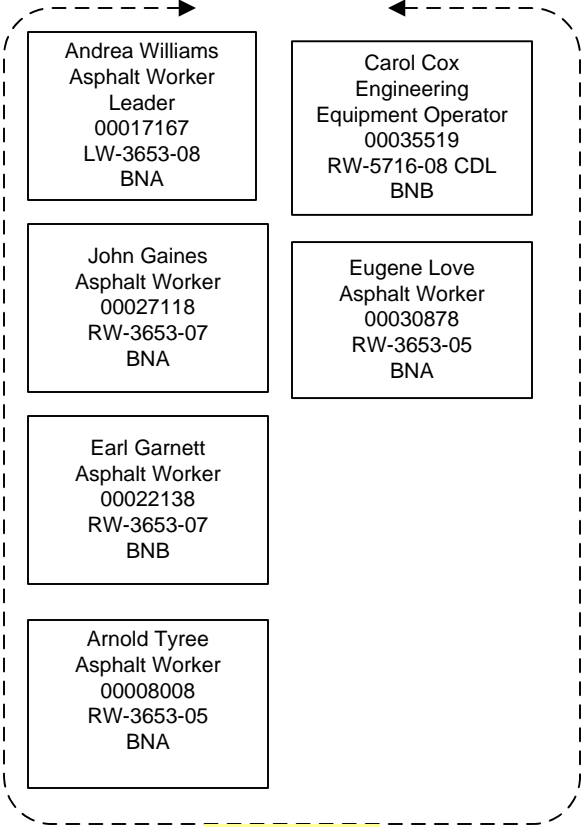 Andrea Williams
Asphalt Worker
Leader
00017167
LW-3653-08
BNA
John Gaines
Asphalt Worker
00027118
RW-3653-07
BNA
Earl Garnett
Asphalt Worker
00022138
RW-3653-07
BNB
Arnold Tyree
Asphalt Worker
00008008
RW-3653-05
BNA
Carol Cox
Engineering
Equipment Operator
00035519
RW-5716-08 CDL
BNB
Eugene Love
Asphalt Worker
00030878
RW-3653-05
BNA